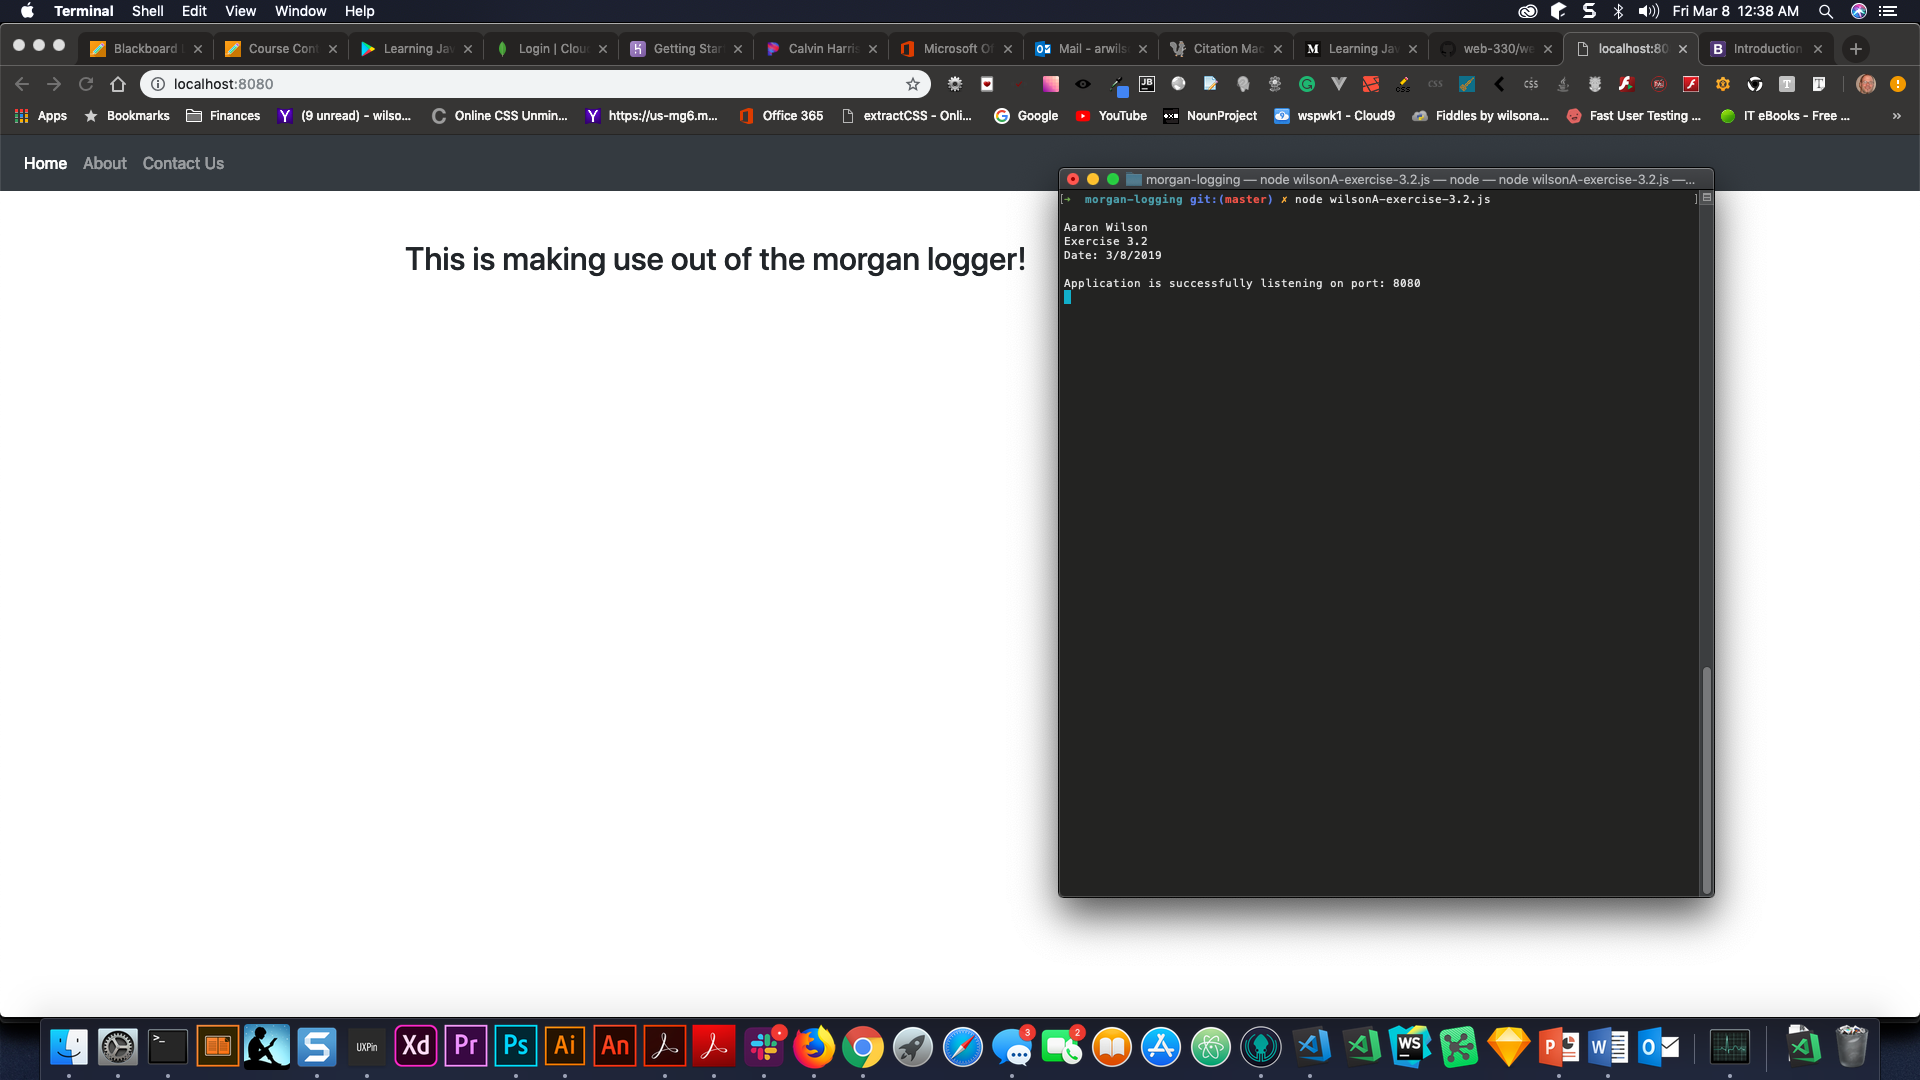 Terminal Shell Edit View Window Help Fri Mar 8 12:38 AM
Blackboard Course Con Learning Jav Login | Clou Getting Star Calvin Harris Microsoft Of Mail - arwils Citation Mac Learning Jav web-330/we localhost:80 Introduction
localhost:8080
Apps Bookmarks Finances (9 unread) - wilso... Online CSS Unmin... https://us-mg6.m... Office 365 extractCSS - Onli... Google YouTube NounProject wspwk1 - Cloud9 Fiddles by wilsona... Fast User Testing ... IT eBooks - Free ... »
Home About Contact Us
This is making use out of the morgan logger!
morgan-logging — node wilsonA-exercise-3.2.js — node — node wilsonA-exercise-3.2.js —...
[➜ morgan-logging git:(master) ✗ node wilsonA-exercise-3.2.js ]
Aaron Wilson
Exercise 3.2
Date: 3/8/2019
Application is successfully listening on port: 8080
UXPin Xd Pr Ps Ai An 3 2 WS